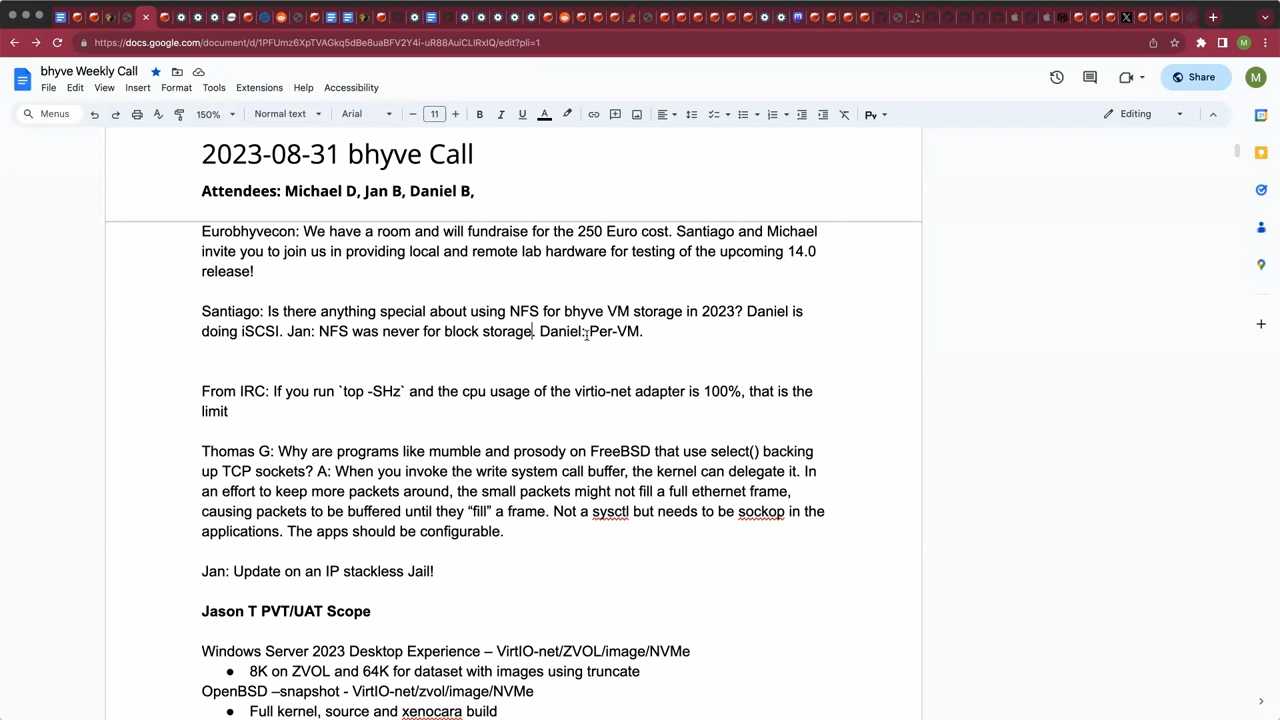 https://docs.google.com/document/d/1PFUmz6XpTVAGkq5dBe8uaBFV2Y4i-uR88AuiCLIRxIQ/edit?pli=1
M
bhyve Weekly Call
File Edit View Insert Format Tools Extensions Help Accessibility
Share
M
Menus 150% Normal text Arial − 11 + B I U A Editing
2023-08-31 bhyve Call
Attendees: Michael D, Jan B, Daniel B,
Eurobhyvecon: We have a room and will fundraise for the 250 Euro cost. Santiago and Michael
invite you to join us in providing local and remote lab hardware for testing of the upcoming 14.0
release!
Santiago: Is there anything special about using NFS for bhyve VM storage in 2023? Daniel is
doing iSCSI. Jan: NFS was never for block storage. Daniel: Per-VM.
From IRC: If you run `top -SHz` and the cpu usage of the virtio-net adapter is 100%, that is the
limit
Thomas G: Why are programs like mumble and prosody on FreeBSD that use select() backing
up TCP sockets? A: When you invoke the write system call buffer, the kernel can delegate it. In
an effort to keep more packets around, the small packets might not fill a full ethernet frame,
causing packets to be buffered until they “fill” a frame. Not a sysctl but needs to be sockop in the
applications. The apps should be configurable.
Jan: Update on an IP stackless Jail!
Jason T PVT/UAT Scope
Windows Server 2023 Desktop Experience – VirtIO-net/ZVOL/image/NVMe
● 8K on ZVOL and 64K for dataset with images using truncate
OpenBSD –snapshot - VirtIO-net/zvol/image/NVMe
● Full kernel, source and xenocara build